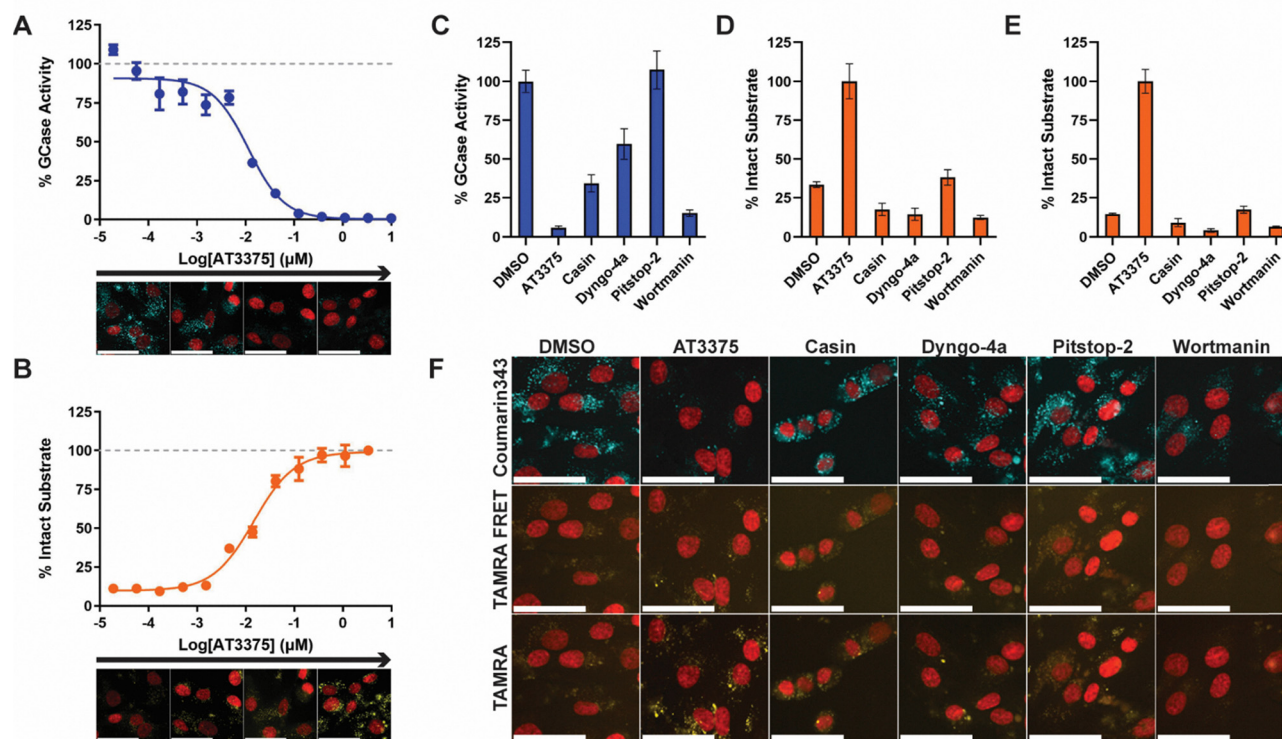 A
% GCase Activity
125
100
75
50
25
0
-5 -4 -3 -2 -1 0 1
Log[AT3375] (µM)
B
% Intact Substrate
125
100
75
50
25
0
-5 -4 -3 -2 -1 0 1
Log[AT3375] (µM)
C
% GCase Activity
125
100
75
50
25
0
DMSO
AT3375
Casin
Dyngo-4a
Pitstop-2
Wortmanin
D
% Intact Substrate
125
100
75
50
25
0
DMSO
AT3375
Casin
Dyngo-4a
Pitstop-2
Wortmanin
E
% Intact Substrate
125
100
75
50
25
0
DMSO
AT3375
Casin
Dyngo-4a
Pitstop-2
Wortmanin
F
DMSO AT3375 Casin Dyngo-4a Pitstop-2 Wortmanin
Coumarin343
TAMRA FRET
TAMRA